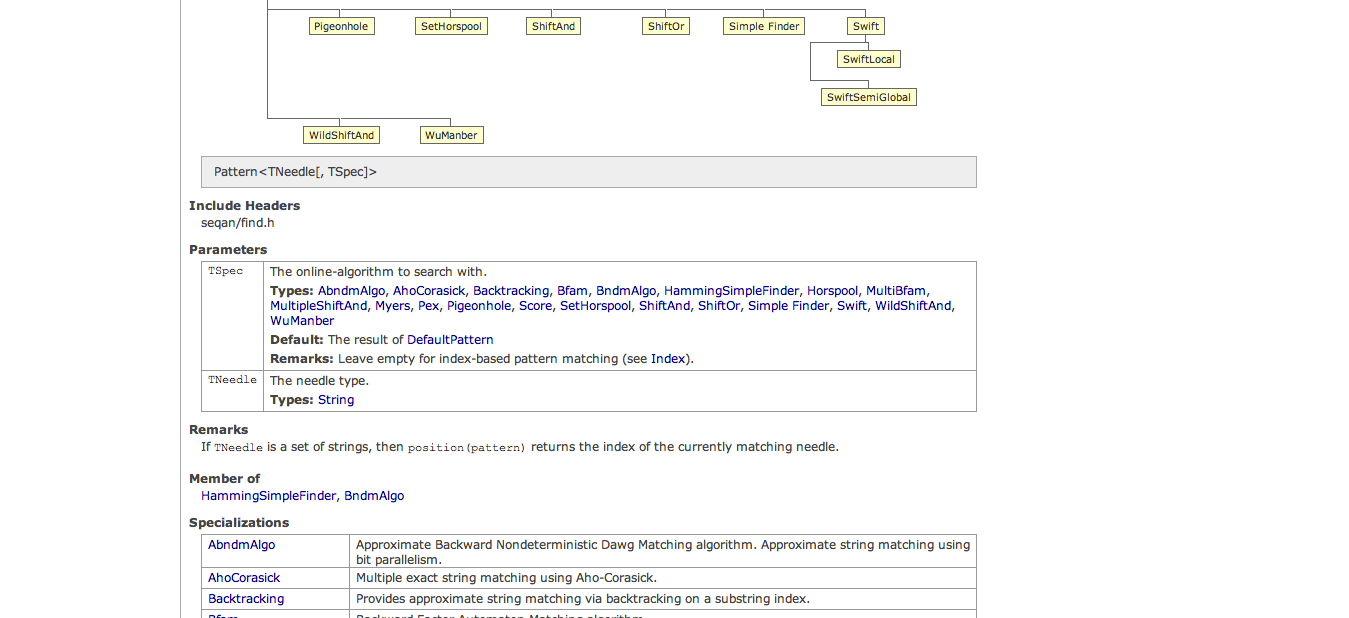 Pigeonhole SetHorspool ShiftAnd ShiftOr Simple Finder Swift
SwiftLocal
SwiftSemiGlobal
WildShiftAnd WuManber
Pattern<TNeedle[, TSpec]>
Include Headers
seqan/find.h
Parameters
TSpec The online-algorithm to search with.
Types: AbndmAlgo, AhoCorasick, Backtracking, Bfam, BndmAlgo, HammingSimpleFinder, Horspool, MultiBfam,
MultipleShiftAnd, Myers, Pex, Pigeonhole, Score, SetHorspool, ShiftAnd, ShiftOr, Simple Finder, Swift, WildShiftAnd,
WuManber
Default: The result of DefaultPattern
Remarks: Leave empty for index-based pattern matching (see Index).
TNeedle The needle type.
Types: String
Remarks
If TNeedle is a set of strings, then position(pattern) returns the index of the currently matching needle.
Member of
HammingSimpleFinder, BndmAlgo
Specializations
AbndmAlgo Approximate Backward Nondeterministic Dawg Matching algorithm. Approximate string matching using
bit parallelism.
AhoCorasick Multiple exact string matching using Aho-Corasick.
Backtracking Provides approximate string matching via backtracking on a substring index.
Bfam Backward Factor Automaton Matching algorithm.